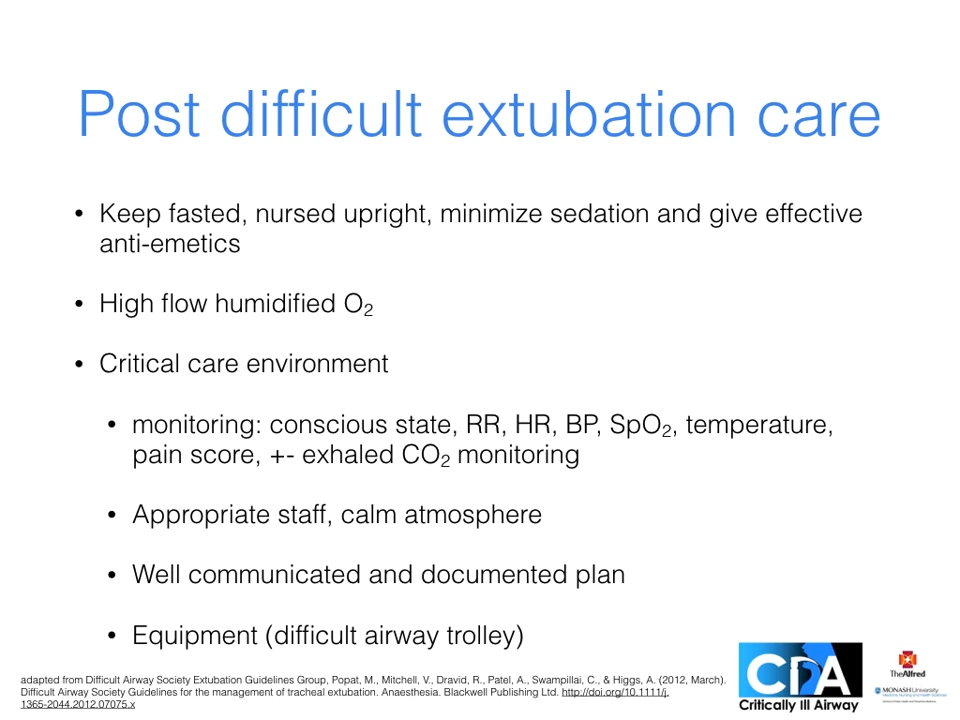 Post difficult extubation care
• Keep fasted, nursed upright, minimize sedation and give effective
anti-emetics
• High flow humidified O₂
• Critical care environment
• monitoring: conscious state, RR, HR, BP, SpO₂, temperature,
pain score, +- exhaled CO₂ monitoring
• Appropriate staff, calm atmosphere
• Well communicated and documented plan
• Equipment (difficult airway trolley)
adapted from Difficult Airway Society Extubation Guidelines Group, Popat, M., Mitchell, V., Dravid, R., Patel, A., Swampillai, C., & Higgs, A. (2012, March).
Difficult Airway Society Guidelines for the management of tracheal extubation. Anaesthesia. Blackwell Publishing Ltd. http://doi.org/10.1111/j.
1365-2044.2012.07075.x
CIA
Critically Ill Airway
TheAlfred
MONASH University